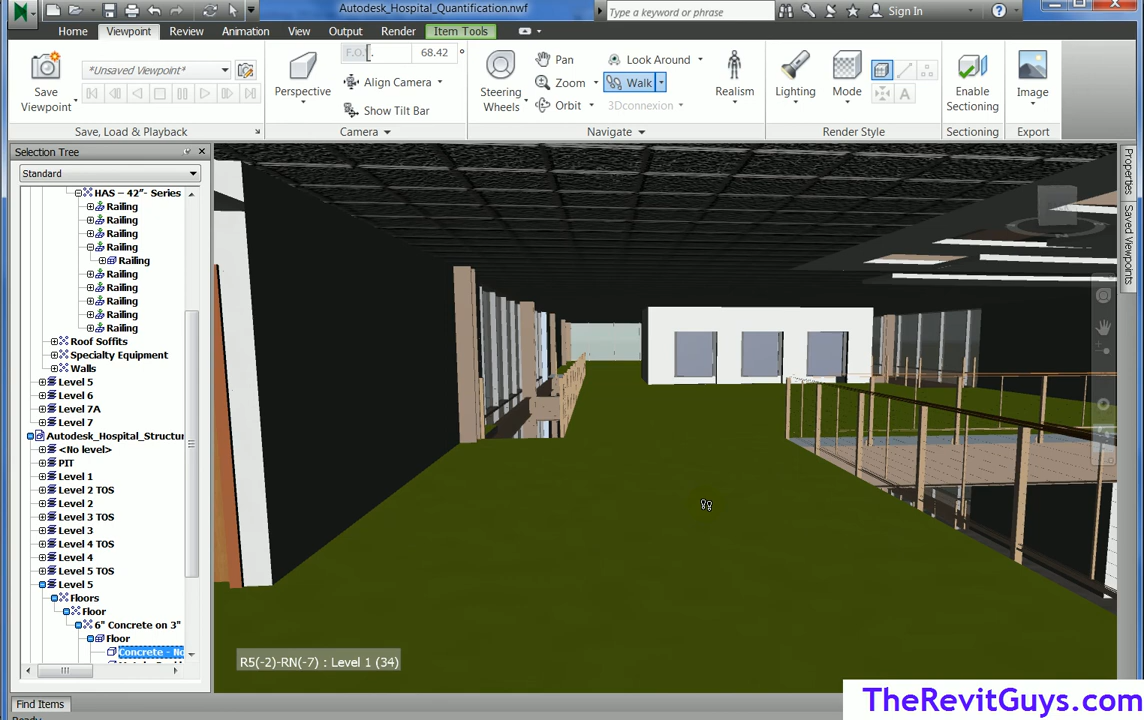 Autodesk_Hospital_Quantification.nwf
Type a keyword or phrase
Sign In
Home Viewpoint Review Animation View Output Render Item Tools
Save Viewpoint
*Unsaved Viewpoint*
Save, Load & Playback
Perspective
F.O.
68.42 °
Align Camera
Show Tilt Bar
Camera
Steering Wheels
Pan
Zoom
Orbit
Look Around
Walk
3Dconnexion
Navigate
Realism
Lighting
Mode
Render Style
Enable Sectioning
Sectioning
Image
Export
Selection Tree
Standard
HAS – 42"- Series
Railing
Railing
Railing
Railing
Railing
Railing
Railing
Railing
Railing
Railing
Roof Soffits
Specialty Equipment
Walls
Level 5
Level 6
Level 7A
Level 7
Autodesk_Hospital_Structur
<No level>
PIT
Level 1
Level 2 TOS
Level 2
Level 3 TOS
Level 3
Level 4 TOS
Level 4
Level 5 TOS
Level 5
Floors
Floor
6" Concrete on 3"
Floor
Concrete - No
Properties
Saved Viewpoints
R5(-2)-RN(-7) : Level 1 (34)
Find Items
TheRevitGuys.com